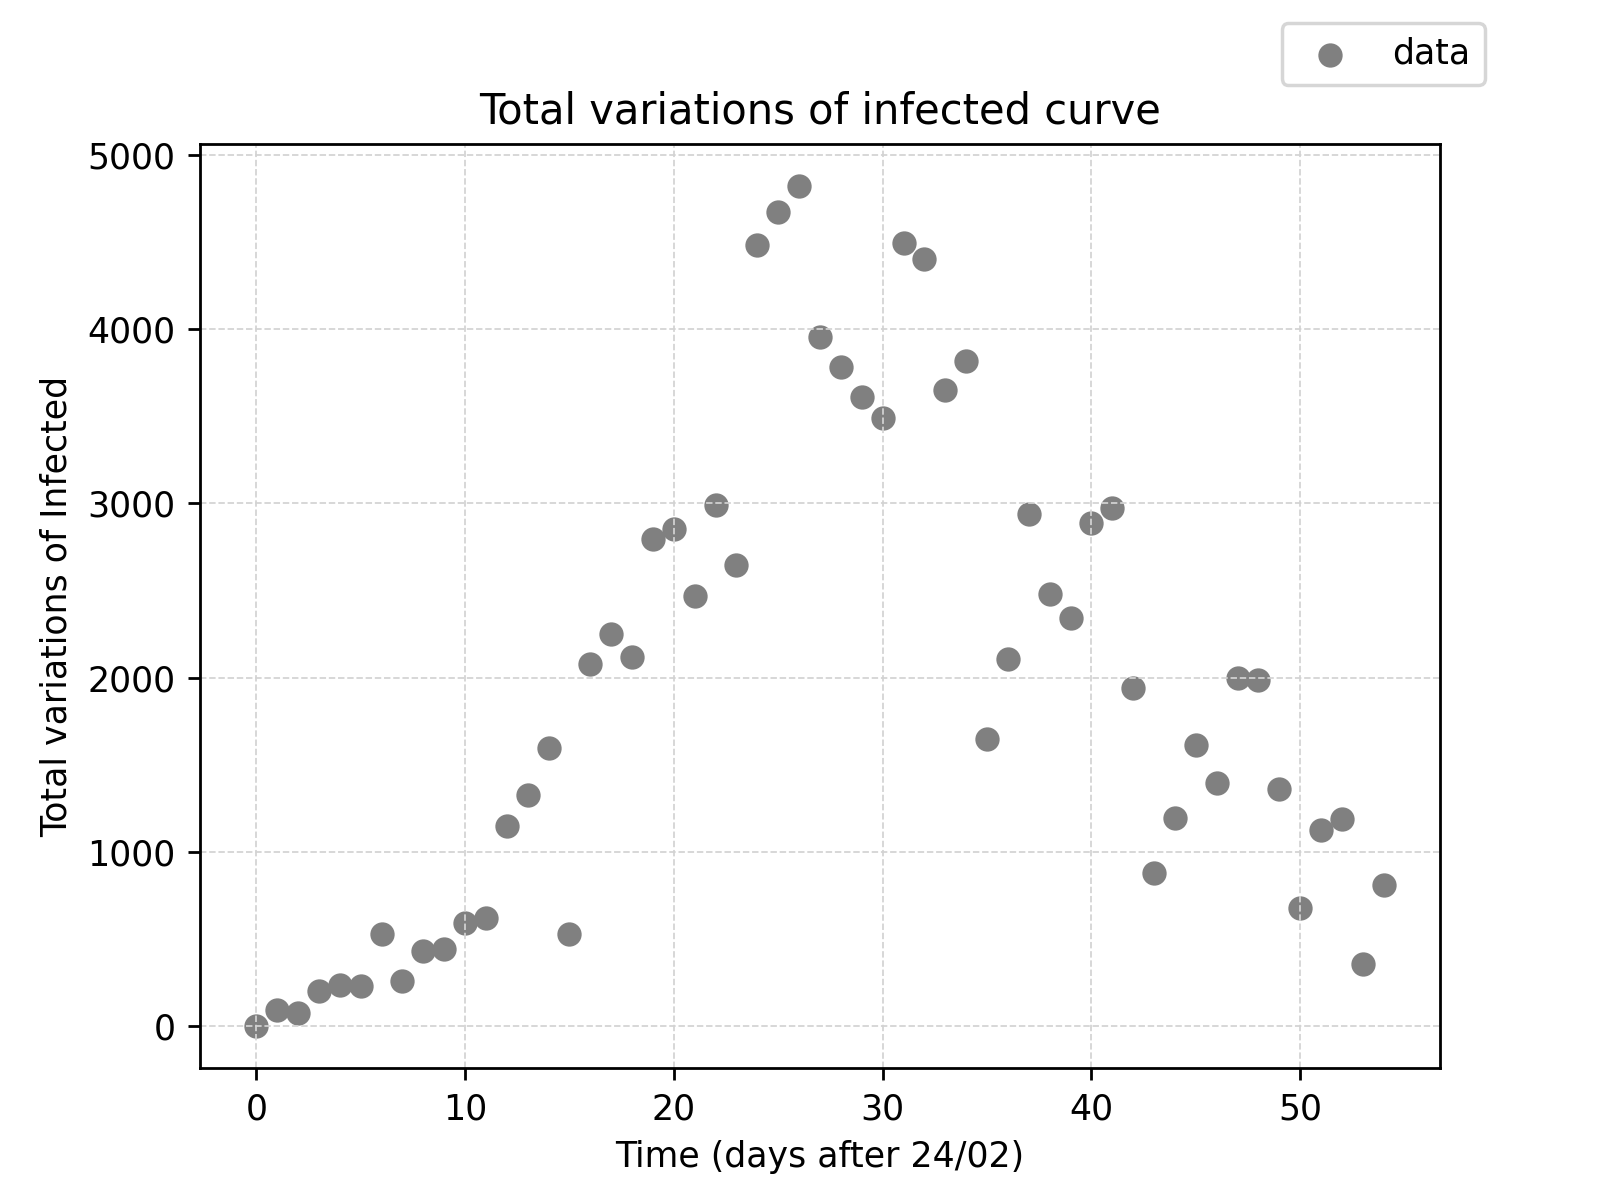 data
Total variations of infected curve
5000
4000
3000
2000
1000
0
Total variations of Infected
0 10 20 30 40 50
Time (days after 24/02)